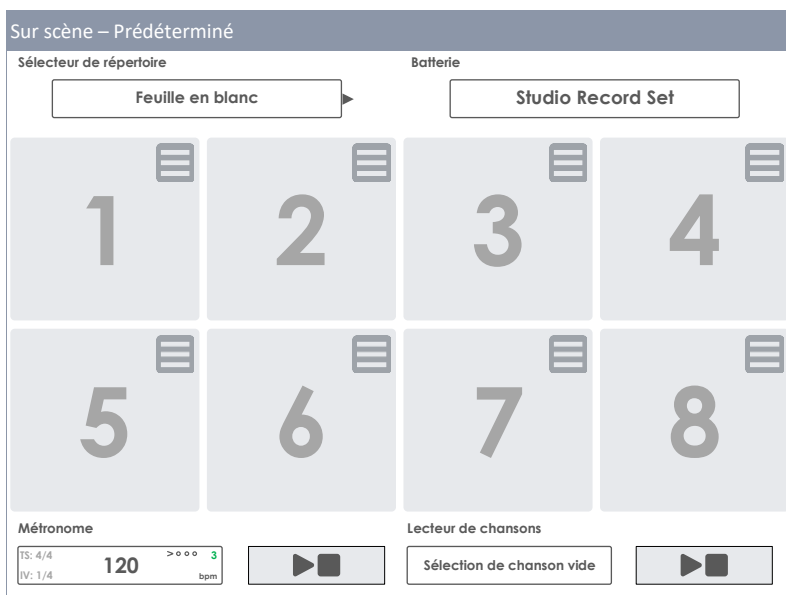 Sur scène – Prédéterminé
Sélecteur de répertoire
Batterie
Feuille en blanc
Studio Record Set
1
2
3
4
5
6
7
8
Métronome
Lecteur de chansons
TS: 4/4
120
>ooo 3
IV: 1/4
bpm
Sélection de chanson vide